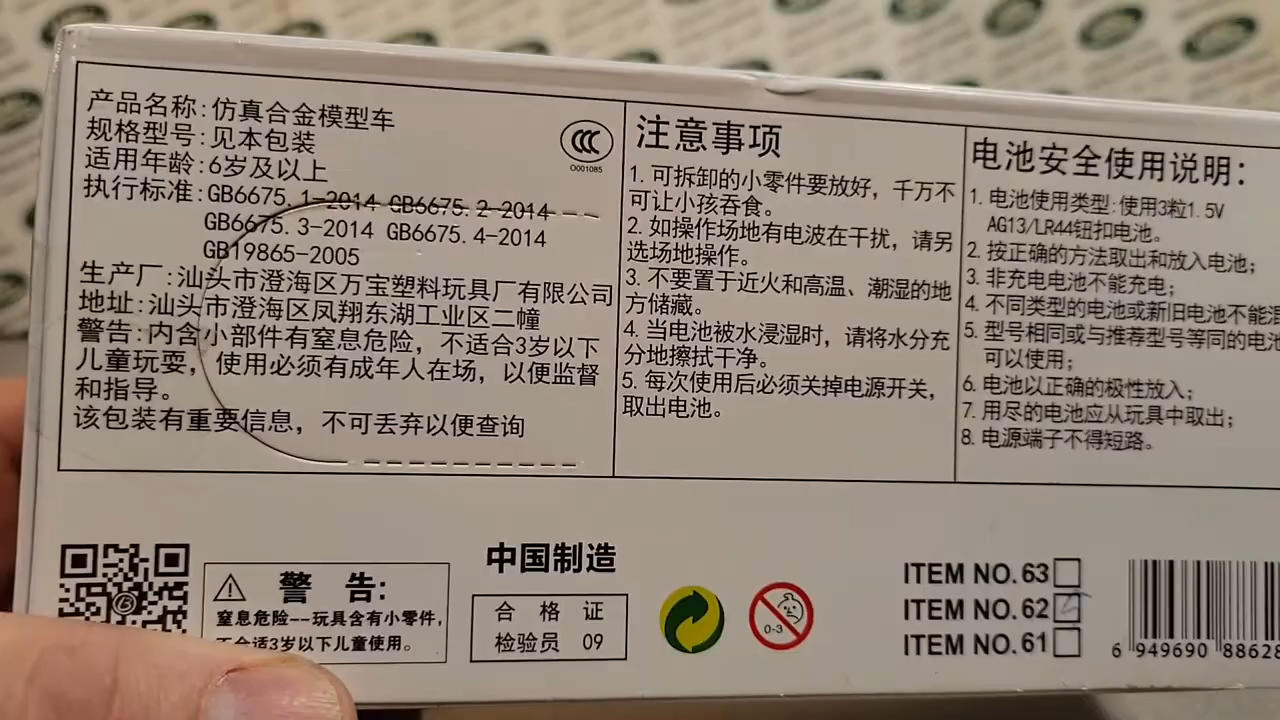 产品名称:仿真合金模型车
规格型号:见本包装
适用年龄:6岁及以上
执行标准:GB6675.1-2014 GB6675.2-2014
GB6675.3-2014 GB6675.4-2014
GB19865-2005
生产厂:汕头市澄海区万宝塑料玩具厂有限公司
地址:汕头市澄海区凤翔东湖工业区二幢
警告:内含小部件有窒息危险，不适合3岁以下
儿童玩耍，使用必须有成年人在场，以便监督
和指导。
该包装有重要信息，不可丢弃以便查询
CCC
O001085
注意事项
1. 可拆卸的小零件要放好，千万不
可让小孩吞食。
2. 如操作场地有电波在干扰，请另
选场地操作。
3. 不要置于近火和高温、潮湿的地
方储藏。
4. 当电池被水浸湿时，请将水分充
分地擦拭干净。
5. 每次使用后必须关掉电源开关，
取出电池。
电池安全使用说明:
1. 电池使用类型:使用3粒1.5V
AG13/LR44钮扣电池。
2. 按正确的方法取出和放入电池;
3. 非充电电池不能充电;
4. 不同类型的电池或新旧电池不能混
5. 型号相同或与推荐型号等同的电池
可以使用;
6. 电池以正确的极性放入;
7. 用尽的电池应从玩具中取出;
8. 电源端子不得短路。
警 告:
窒息危险--玩具含有小零件,
不合适3岁以下儿童使用。
中国制造
合 格 证
检验员 09
0-3
ITEM NO.63
ITEM NO.62
ITEM NO.61
6 949690 88628